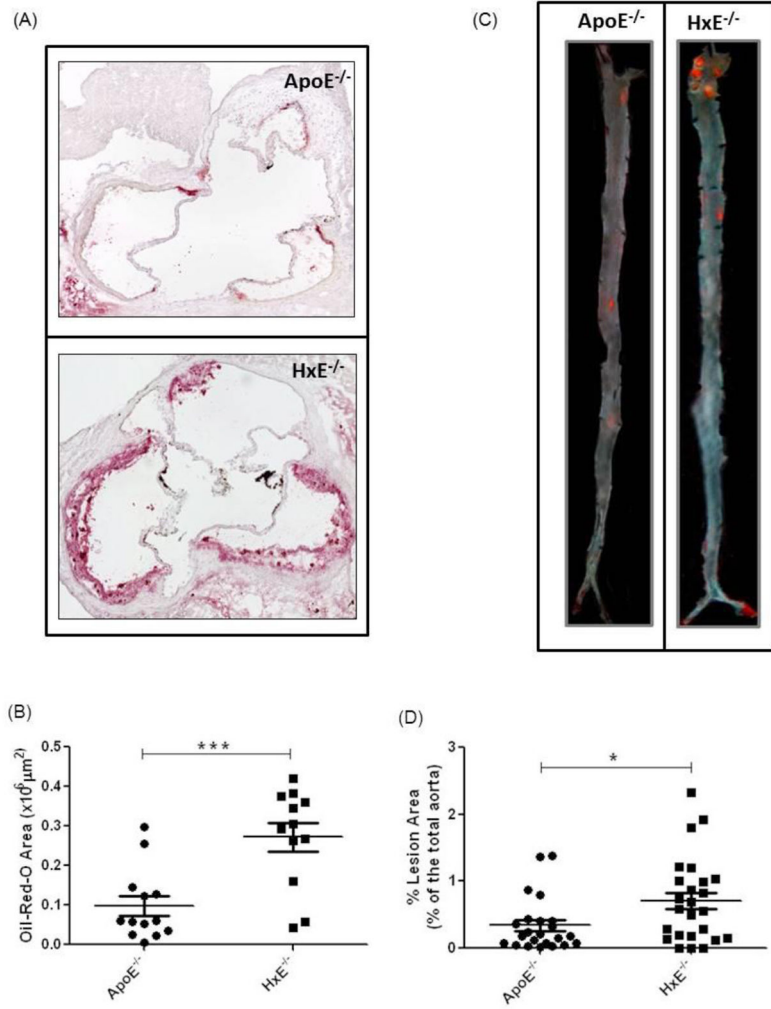 (A)
ApoE-/-
HxE-/-
(C)
ApoE-/-
HxE-/-
(B)
Oil-Red-O Area (x10⁶µm²)
0.5
0.4
0.3
0.2
0.1
0.0
***
ApoE-/-
HxE-/-
(D)
% Lesion Area
(% of the total aorta)
3
2
1
0
*
ApoE-/-
HxE-/-